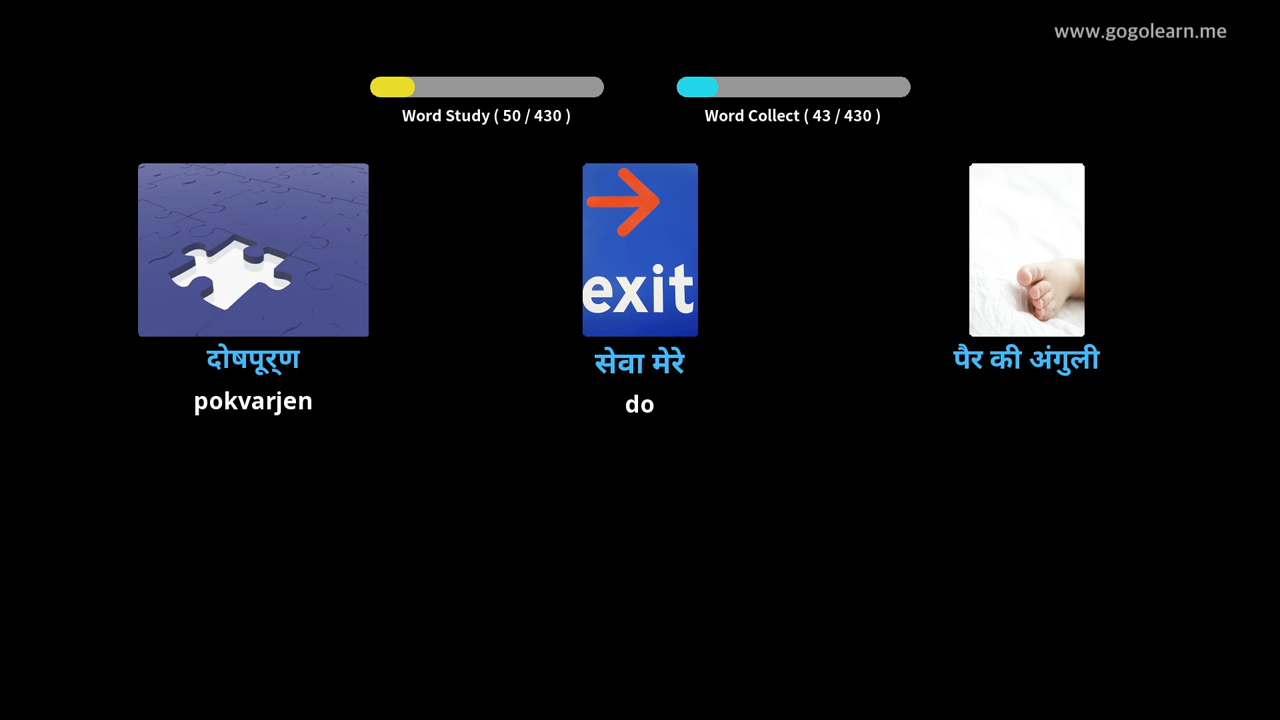 www.gogolearn.me
Word Study ( 50 / 430 )
Word Collect ( 43 / 430 )
exit
दोषपूर्ण
सेवा मेरे
पैर की अंगुली
pokvarjen
do